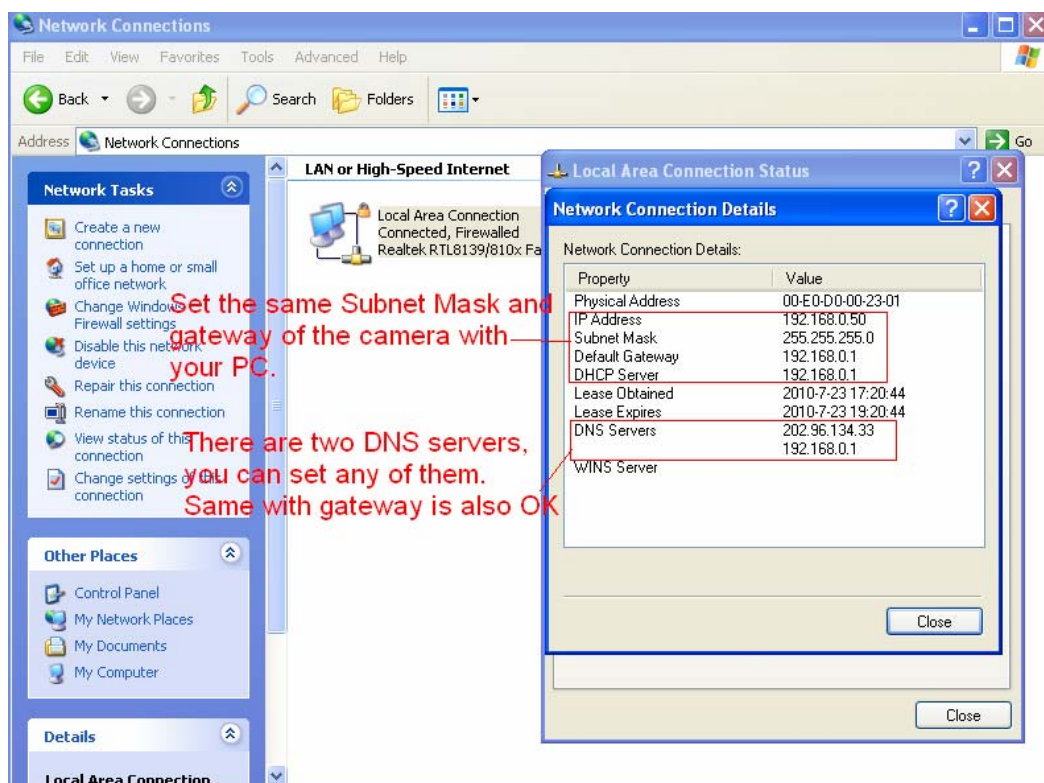 Network Connections
File Edit View Favorites Tools Advanced Help
Back Search Folders
Address Network Connections Go
Network Tasks
Create a new
connection
Set up a home or small
office network
Change Windows
Firewall settings
Disable this network
device
Repair this connection
Rename this connection
View status of this
connection
Change settings of this
connection
Other Places
Control Panel
My Network Places
My Documents
My Computer
Details
Local Area Connection
LAN or High-Speed Internet
Local Area Connection
Connected, Firewalled
Realtek RTL8139/810x Fa
Set the same Subnet Mask and
gateway of the camera with
your PC.
There are two DNS servers,
you can set any of them.
Same with gateway is also OK
Local Area Connection Status
Network Connection Details
Network Connection Details:
Property Value
Physical Address 00-E0-D0-00-23-01
IP Address 192.168.0.50
Subnet Mask 255.255.255.0
Default Gateway 192.168.0.1
DHCP Server 192.168.0.1
Lease Obtained 2010-7-23 17:20:44
Lease Expires 2010-7-23 19:20:44
DNS Servers 202.96.134.33
192.168.0.1
WINS Server
Close
Close